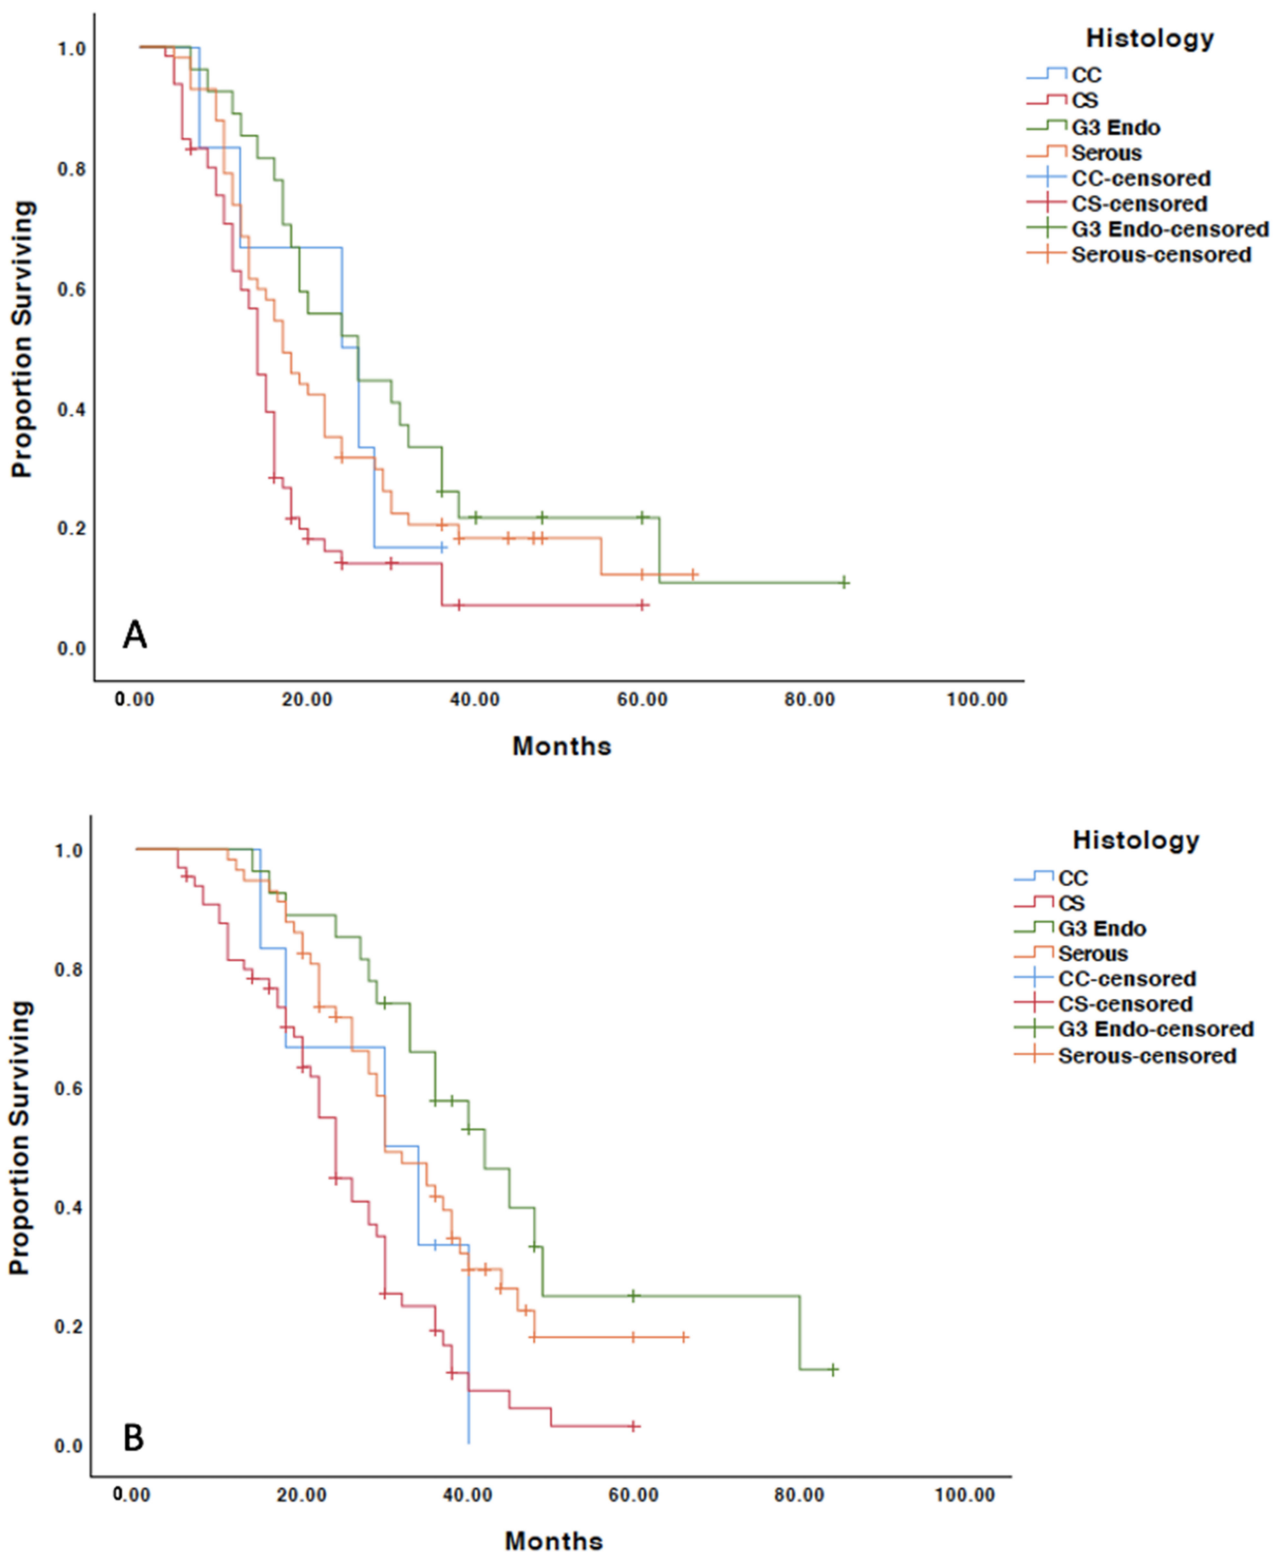 Histology
CC
CS
G3 Endo
Serous
CC-censored
CS-censored
G3 Endo-censored
Serous-censored
Proportion Surviving
1.0
0.8
0.6
0.4
0.2
0.0
A
0.00 20.00 40.00 60.00 80.00 100.00
Months
Histology
CC
CS
G3 Endo
Serous
CC-censored
CS-censored
G3 Endo-censored
Serous-censored
Proportion Surviving
1.0
0.8
0.6
0.4
0.2
0.0
B
0.00 20.00 40.00 60.00 80.00 100.00
Months